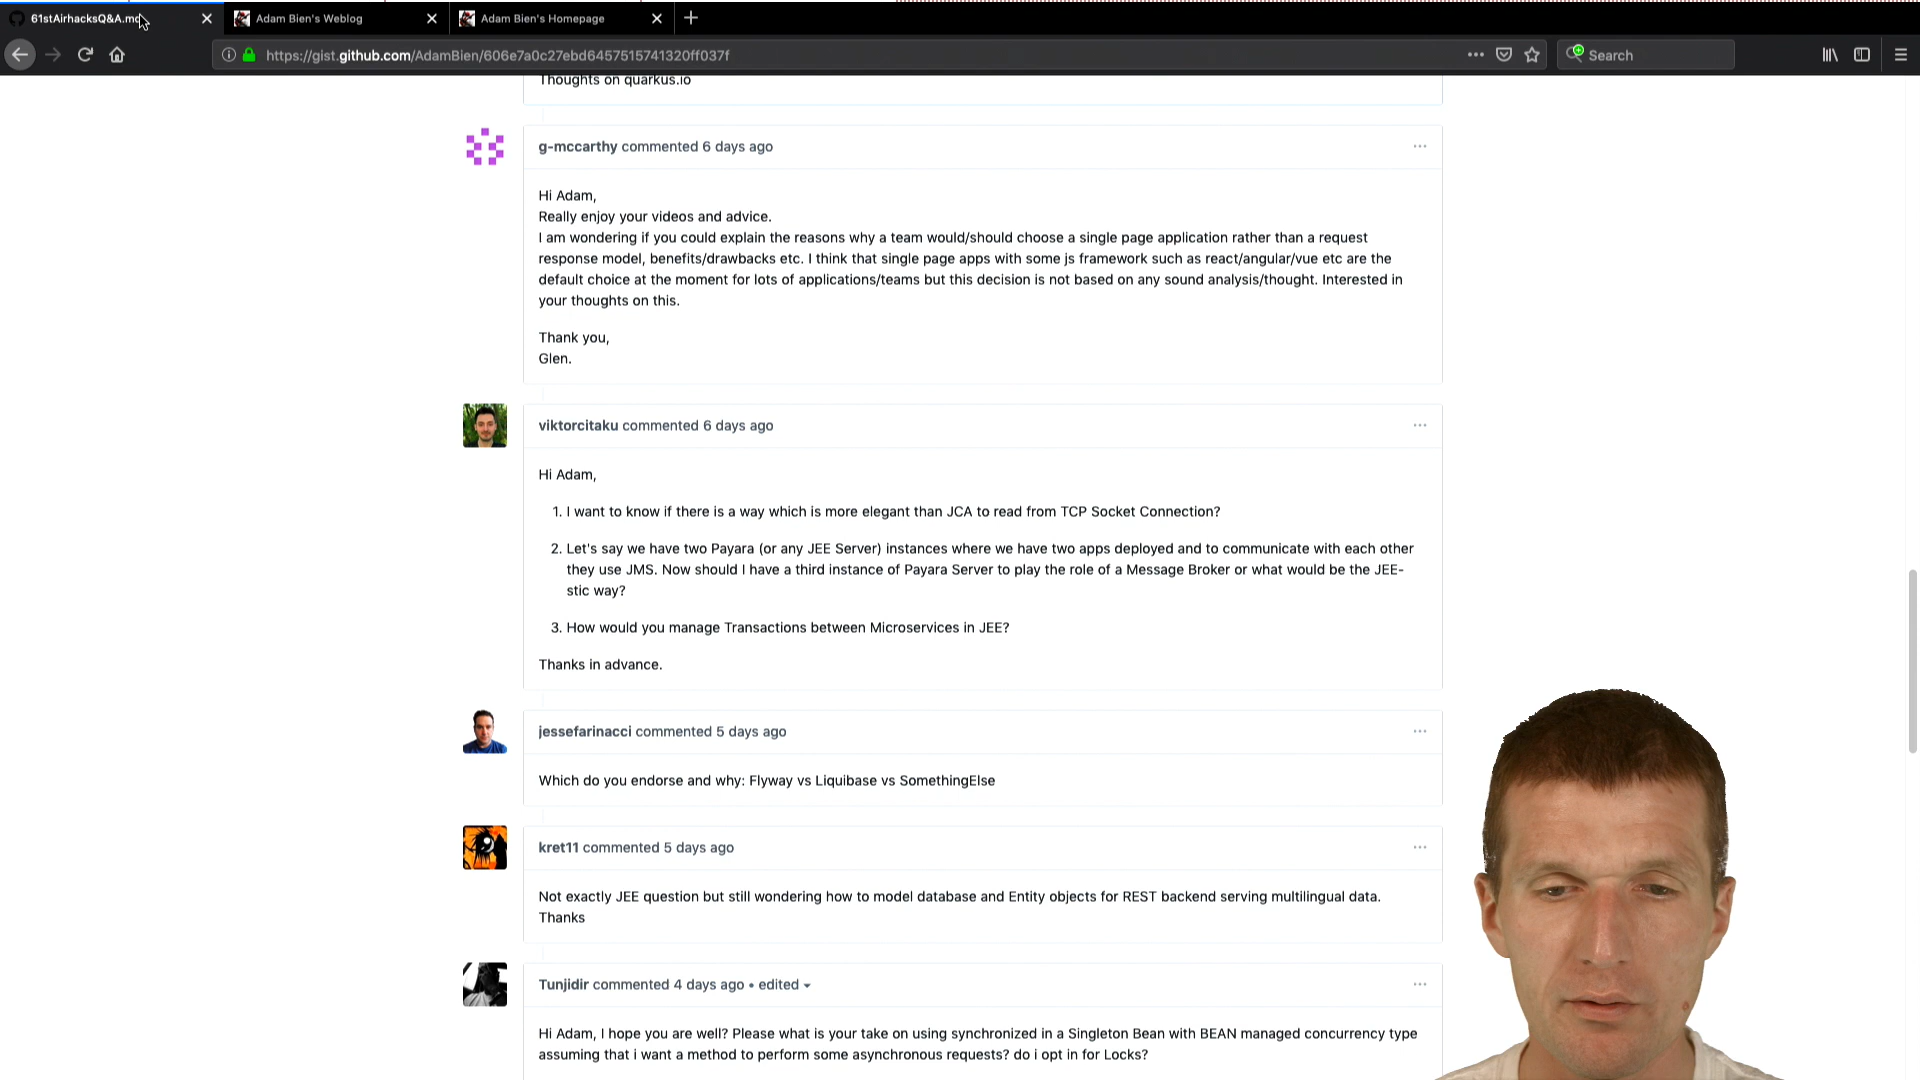 61stAirhacksQ&A.md
Adam Bien's Weblog
Adam Bien's Homepage
https://gist.github.com/AdamBien/606e7a0c27ebd6457515741320ff037f
Search
Thoughts on quarkus.io
g-mccarthy commented 6 days ago
Hi Adam,
Really enjoy your videos and advice.
I am wondering if you could explain the reasons why a team would/should choose a single page application rather than a request
response model, benefits/drawbacks etc. I think that single page apps with some js framework such as react/angular/vue etc are the
default choice at the moment for lots of applications/teams but this decision is not based on any sound analysis/thought. Interested in
your thoughts on this.
Thank you,
Glen.
viktorcitaku commented 6 days ago
Hi Adam,
1. I want to know if there is a way which is more elegant than JCA to read from TCP Socket Connection?
2. Let's say we have two Payara (or any JEE Server) instances where we have two apps deployed and to communicate with each other
they use JMS. Now should I have a third instance of Payara Server to play the role of a Message Broker or what would be the JEE-
stic way?
3. How would you manage Transactions between Microservices in JEE?
Thanks in advance.
jessefarinacci commented 5 days ago
Which do you endorse and why: Flyway vs Liquibase vs SomethingElse
kret11 commented 5 days ago
Not exactly JEE question but still wondering how to model database and Entity objects for REST backend serving multilingual data.
Thanks
Tunjidir commented 4 days ago • edited
Hi Adam, I hope you are well? Please what is your take on using synchronized in a Singleton Bean with BEAN managed concurrency type
assuming that i want a method to perform some asynchronous requests? do i opt in for Locks?